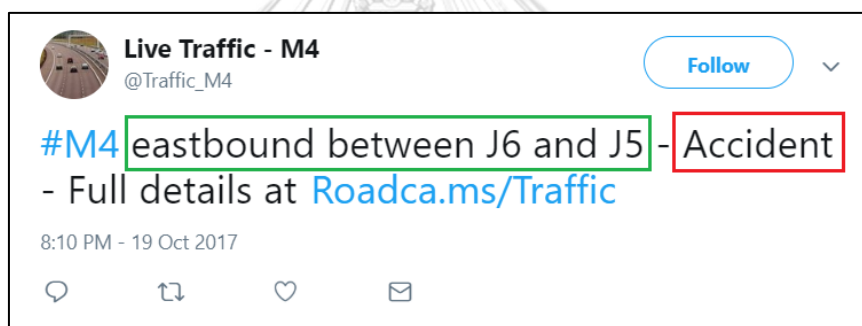 Live Traffic - M4
@Traffic_M4
Follow
#M4 eastbound between J6 and J5 - Accident
- Full details at Roadca.ms/Traffic
8:10 PM - 19 Oct 2017